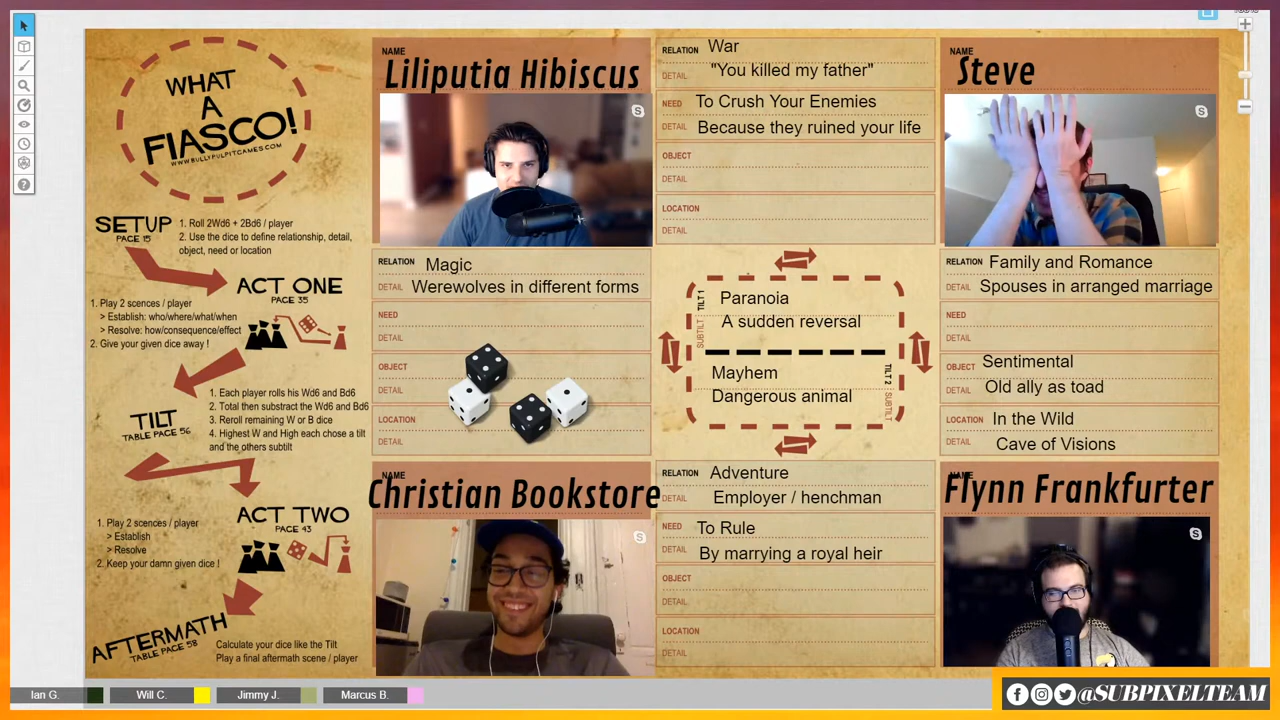 WHAT
A
FIASCO!
WWW.BULLYPULPITGAMES.COM
SETUP
PAGE 15
1. Roll 2Wd6 + 2Bd6 / player
2. Use the dice to define relationship, detail,
object, need or location
ACT ONE
PAGE 35
1. Play 2 scences / player
> Establish: who/where/what/when
> Resolve: how/consequence/effect
2. Give your given dice away !
TILT
TABLE PAGE 56
1. Each player rolls his Wd6 and Bd6
2. Total then substract the Wd6 and Bd6
3. Reroll remaining W or B dice
4. Highest W and High each chose a tilt
and the others subtilt
ACT TWO
PAGE 43
1. Play 2 scences / player
> Establish
> Resolve
2. Keep your damn given dice !
AFTERMATH
TABLE PAGE 58
Calculate your dice like the Tilt
Play a final aftermath scene / player
NAME
Liliputia Hibiscus
RELATION War
DETAIL "You killed my father"
NEED To Crush Your Enemies
DETAIL Because they ruined your life
OBJECT
DETAIL
LOCATION
DETAIL
NAME
Steve
RELATION Magic
DETAIL Werewolves in different forms
NEED
DETAIL
OBJECT
DETAIL
LOCATION
DETAIL
TILT 1
Paranoia
SUBTILT
A sudden reversal
Mayhem
TILT 2
Dangerous animal
SUBTILT
RELATION Family and Romance
DETAIL Spouses in arranged marriage
NEED
DETAIL
OBJECT Sentimental
DETAIL Old ally as toad
LOCATION In the Wild
DETAIL Cave of Visions
NAME
Christian Bookstore
RELATION Adventure
DETAIL Employer / henchman
NEED To Rule
DETAIL By marrying a royal heir
OBJECT
DETAIL
LOCATION
DETAIL
NAME
Flynn Frankfurter
Ian G.
Will C.
Jimmy J.
Marcus B.
@SUBPIXELTEAM